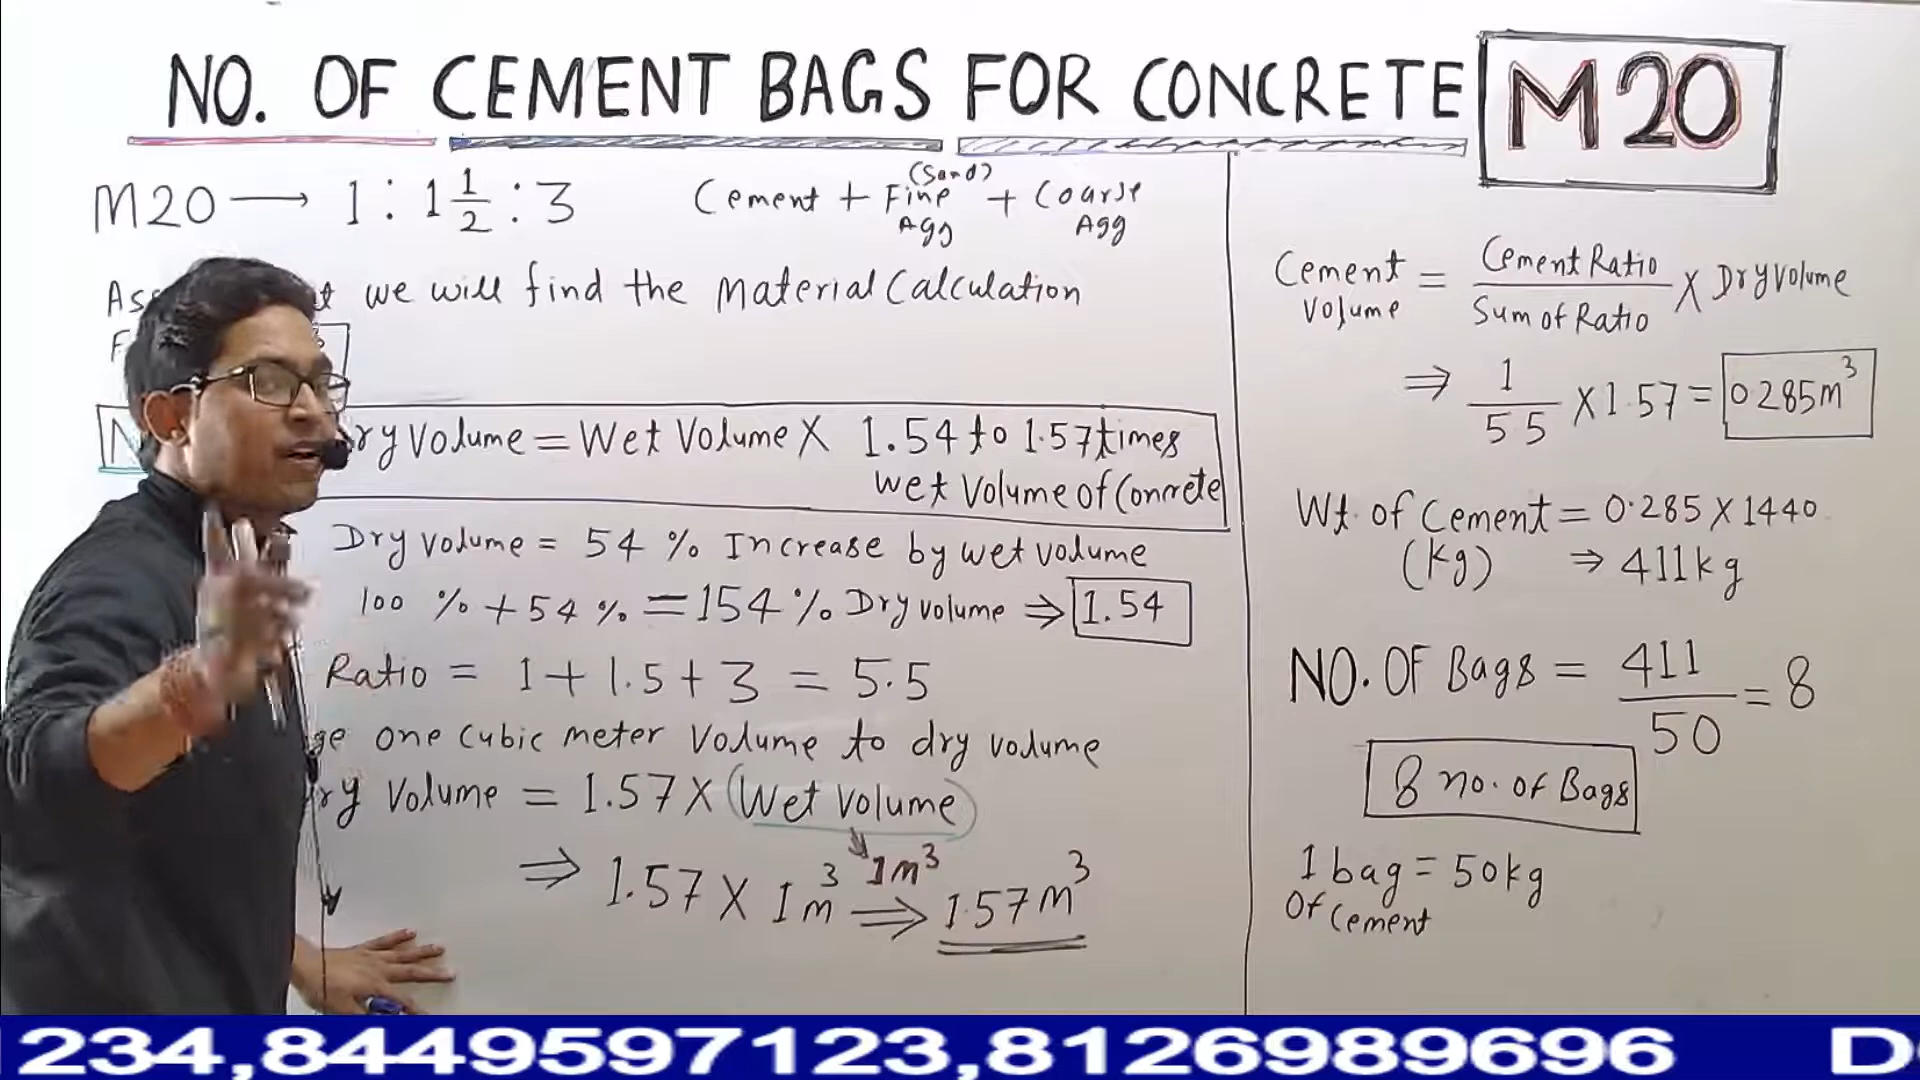 NO. OF CEMENT BAGS FOR CONCRETE M20
M20 → 1 : 1 1/2 : 3
Cement + Fine Agg (Sand) + Coarse Agg
we will find the Material Calculation
Dry Volume = Wet Volume X 1.54 to 1.57 times
Wet Volume of Conrete
Dry volume = 54 % Increase by wet volume
100 % + 54 % = 154 % Dry volume ⇒ 1.54
Ratio = 1 + 1.5 + 3 = 5.5
one cubic meter volume to dry volume
Volume = 1.57 X (Wet volume)
1m³
⇒ 1.57 X 1m³ ⇒ 1.57m³
Cement Volume = Cement Ratio / Sum of Ratio X Dry Volume
⇒ 1 / 5.5 X 1.57 = 0.285m³
Wt. of Cement = 0.285 X 1440
(Kg) ⇒ 411kg
NO. OF Bags = 411 / 50 = 8
8 no. of Bags
1 bag = 50kg
Of Cement
234,8449597123,8126989696